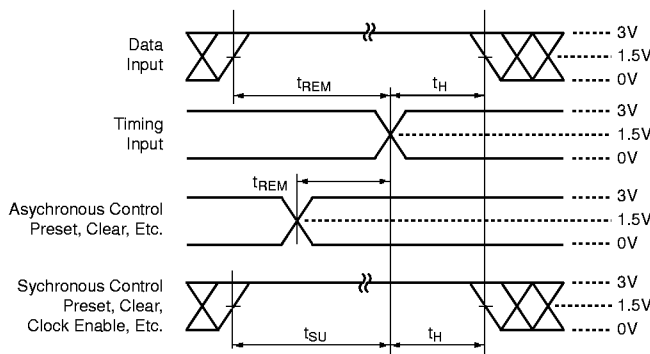 Data
Input
3V
1.5V
0V
tREM
tH
Timing
Input
3V
1.5V
0V
tREM
Asychronous Control
Preset, Clear, Etc.
3V
1.5V
0V
Sychronous Control
Preset, Clear,
Clock Enable, Etc.
3V
1.5V
0V
tSU
tH